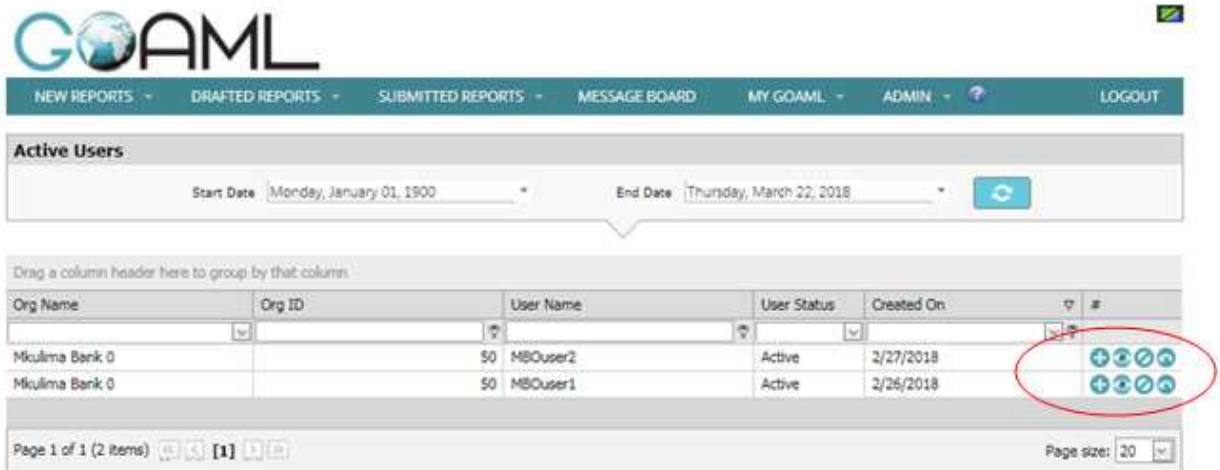 GOAML
NEW REPORTS DRAFTED REPORTS SUBMITTED REPORTS MESSAGE BOARD MY GOAML ADMIN ? LOGOUT
Active Users
Start Date Monday, January 01, 1900 End Date Thursday, March 22, 2018
Drag a column header here to group by that column
Org Name Org ID User Name User Status Created On #
Mkulima Bank 0 50 MB0user2 Active 2/27/2018
Mkulima Bank 0 50 MB0user1 Active 2/26/2018
Page 1 of 1 (2 items) [1] Page size: 20